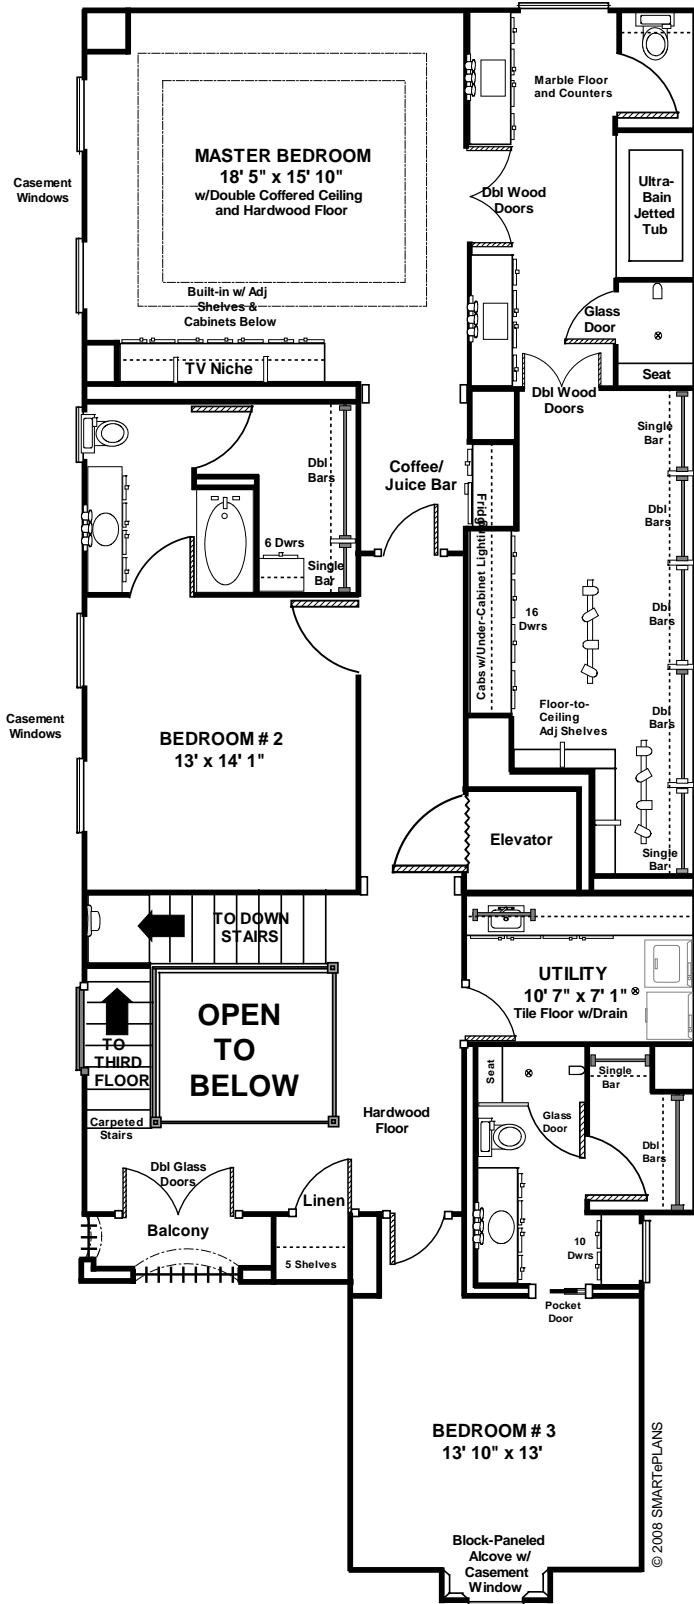 Marble Floor
and Counters
MASTER BEDROOM
18' 5" x 15' 10"
w/Double Coffered Ceiling
and Hardwood Floor
Casement
Windows
Dbl Wood
Doors
Ultra-
Bain
Jetted
Tub
Built-in w/ Adj
Shelves &
Cabinets Below
Glass
Door
TV Niche
Seat
Dbl Wood
Doors
Single
Bar
Coffee/
Juice Bar
Dbl
Bars
Fridge
Dbl
Bars
6 Dwrs
Single
Bar
Cabs w/Under-Cabinet Lighting
16
Dwrs
Dbl
Bars
Casement
Windows
Floor-to-
Ceiling
Adj Shelves
Dbl
Bars
BEDROOM # 2
13' x 14' 1"
Elevator
Single
Bar
TO DOWN
STAIRS
UTILITY
10' 7" x 7' 1"
Tile Floor w/Drain
OPEN
TO
BELOW
TO
THIRD
FLOOR
Seat
Single
Bar
Carpeted
Stairs
Hardwood
Floor
Glass
Door
Dbl
Bars
Dbl Glass
Doors
Linen
Balcony
10
Dwrs
5 Shelves
Pocket
Door
BEDROOM # 3
13' 10" x 13'
Block-Paneled
Alcove w/
Casement
Window
© 2008 SMARTePLANS